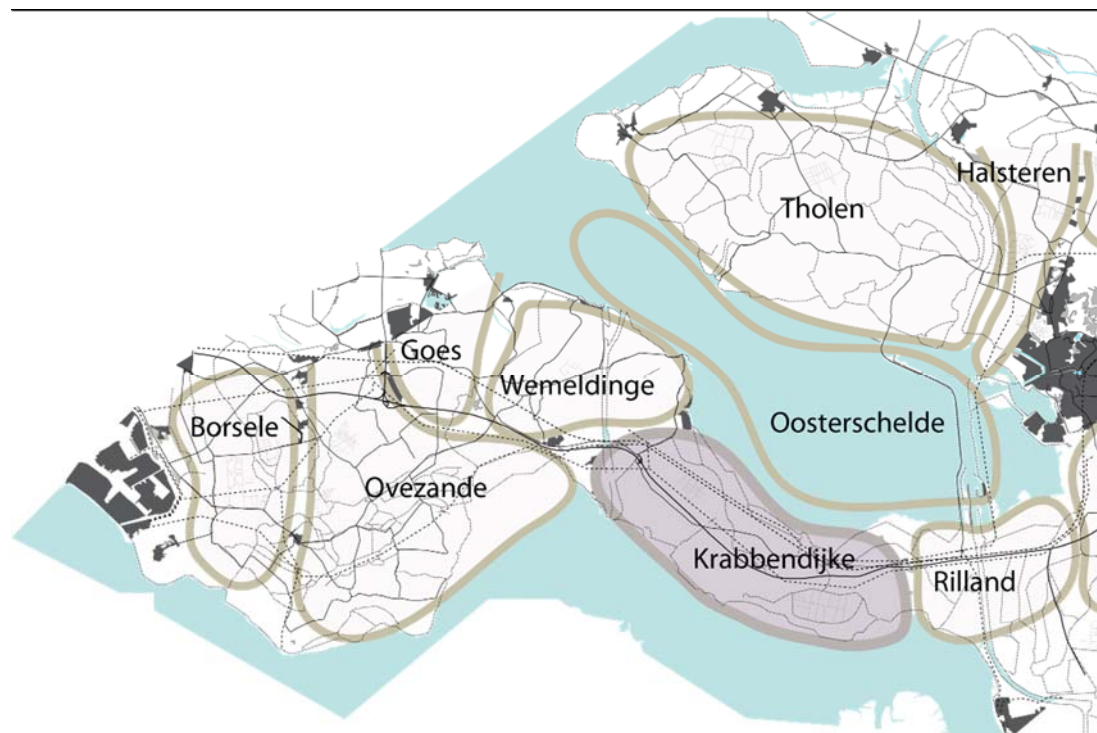 Halsteren
Tholen
Goes
Wemeldinge
Borsele
Oosterschelde
Ovezande
Krabbendijke
Rilland